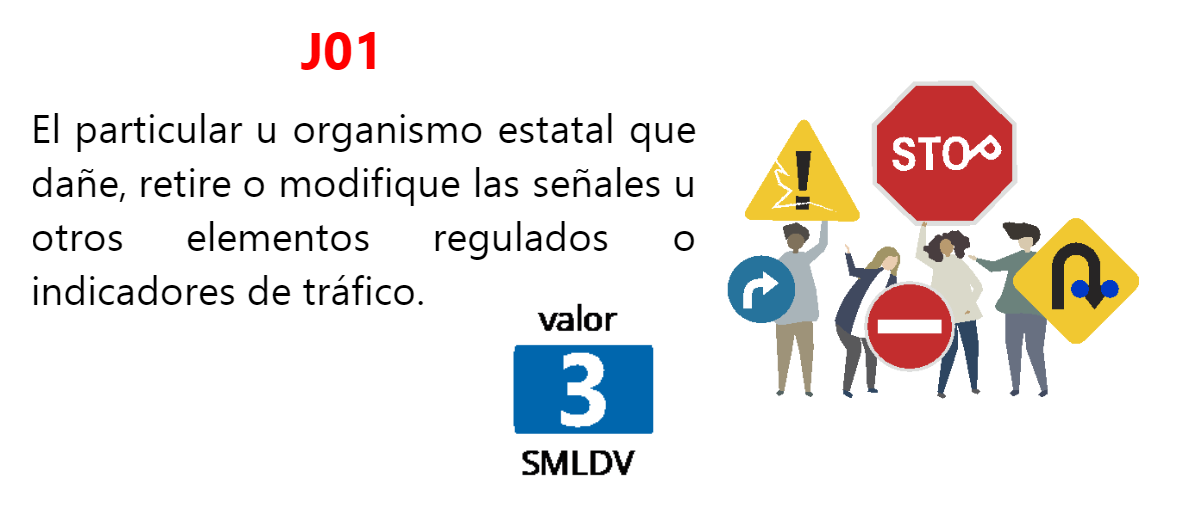 J01
El particular u organismo estatal que
dañe, retire o modifique las señales u
otros elementos regulados o
indicadores de tráfico.
valor
3
SMLDV
!
STOP